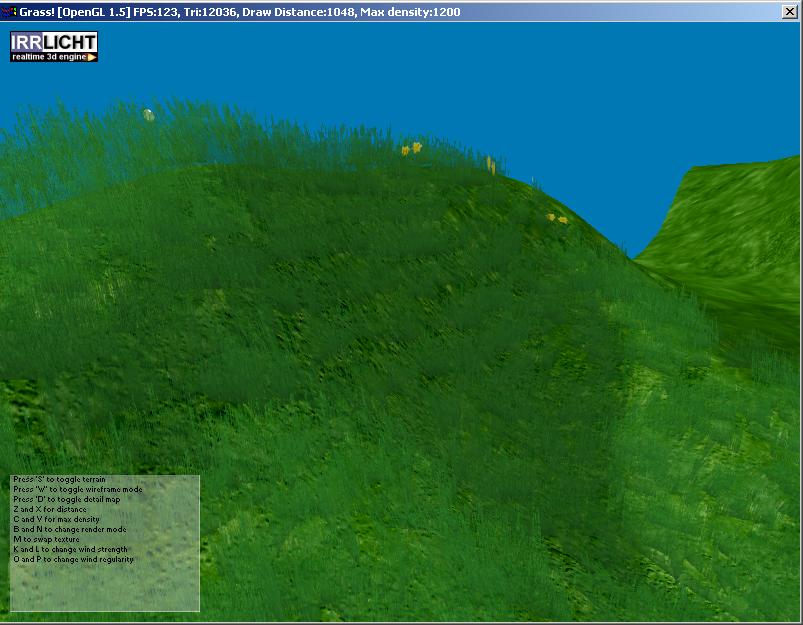 Grass! [OpenGL 1.5] FPS:123, Tri:12036, Draw Distance:1048, Max density:1200
IRRLICHT
realtime 3d engine
Press 'S' to toggle terrain
Press 'W' to toggle wireframe mode
Press 'D' to toggle detail map
Z and X for distance
C and V for max density
B and N to change render mode
M to swap texture
K and L to change wind strength
O and P to change wind regularity